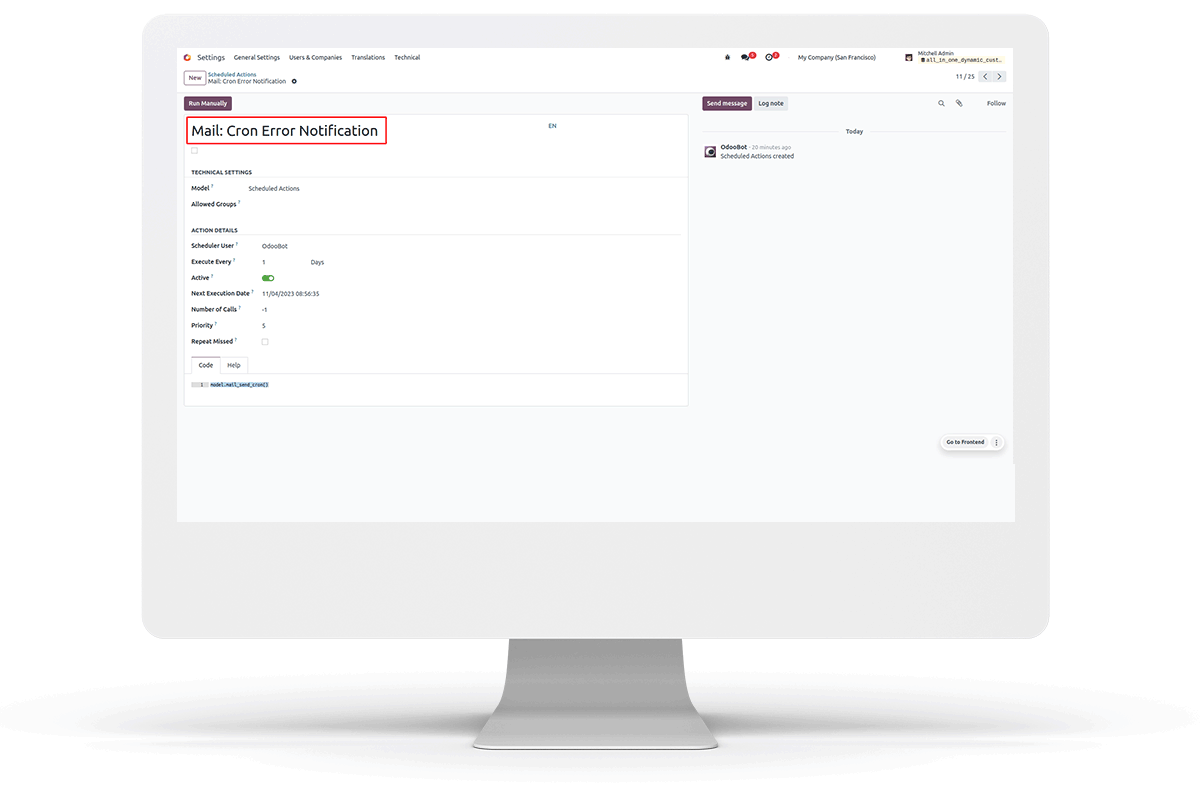 Settings General Settings Users & Companies Translations Technical
My Company (San Francisco)
Mitchell Admin
all_in_one_dynamic_cust...
New
Scheduled Actions
Mail: Cron Error Notification
11 / 25
Run Manually
Send message Log note
Follow
Mail: Cron Error Notification
EN
Today
OdooBot - 20 minutes ago
Scheduled Actions created
TECHNICAL SETTINGS
Model ? Scheduled Actions
Allowed Groups ?
ACTION DETAILS
Scheduler User ? OdooBot
Execute Every ? 1 Days
Active ?
Next Execution Date ? 11/04/2023 08:56:35
Number of Calls ? -1
Priority ? 5
Repeat Missed ?
Code Help
1 model.mail_send_cron()
Go to Frontend